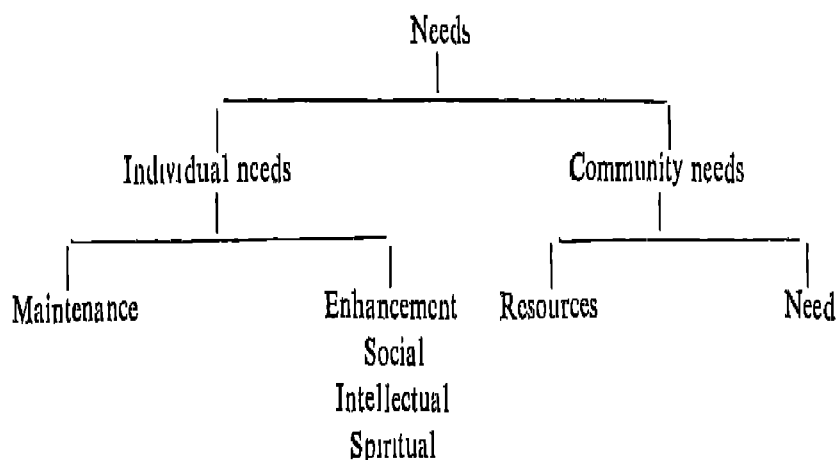 Needs
Individual needs Community needs
Maintenance Enhancement Resources Need
Social
Intellectual
Spiritual